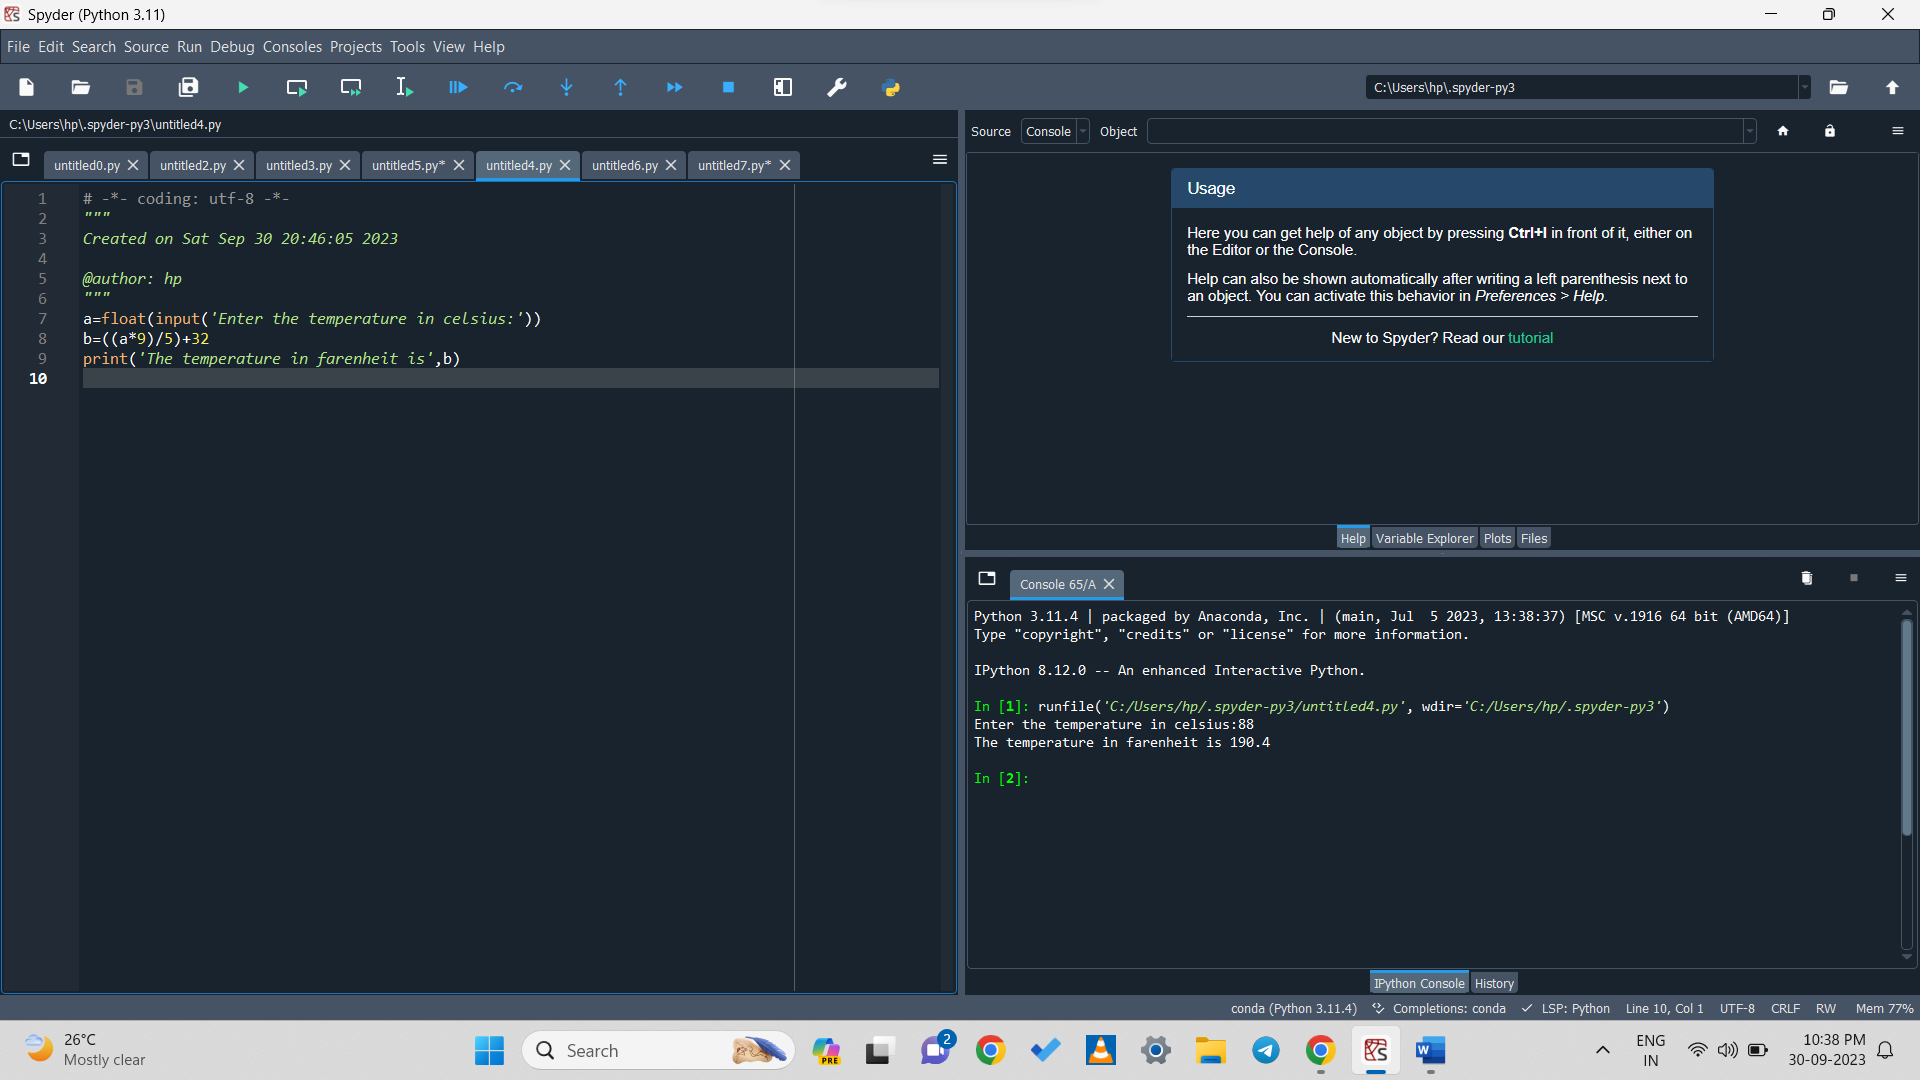 Spyder (Python 3.11)
File Edit Search Source Run Debug Consoles Projects Tools View Help
C:\Users\hp\.spyder-py3
C:\Users\hp\.spyder-py3\untitled4.py
untitled0.py untitled2.py untitled3.py untitled5.py* untitled4.py untitled6.py untitled7.py*
1 # -*- coding: utf-8 -*-
2 """
3 Created on Sat Sep 30 20:46:05 2023
4
5 @author: hp
6 """
7 a=float(input('Enter the temperature in celsius:'))
8 b=((a*9)/5)+32
9 print('The temperature in farenheit is',b)
10
Source Console Object
Usage
Here you can get help of any object by pressing Ctrl+I in front of it, either on
the Editor or the Console.
Help can also be shown automatically after writing a left parenthesis next to
an object. You can activate this behavior in Preferences > Help.
New to Spyder? Read our tutorial
Help Variable Explorer Plots Files
Console 65/A
Python 3.11.4 | packaged by Anaconda, Inc. | (main, Jul  5 2023, 13:38:37) [MSC v.1916 64 bit (AMD64)]
Type "copyright", "credits" or "license" for more information.
IPython 8.12.0 -- An enhanced Interactive Python.
In [1]: runfile('C:/Users/hp/.spyder-py3/untitled4.py', wdir='C:/Users/hp/.spyder-py3')
Enter the temperature in celsius:88
The temperature in farenheit is 190.4
In [2]:
IPython Console History
conda (Python 3.11.4) Completions: conda LSP: Python Line 10, Col 1 UTF-8 CRLF RW Mem 77%
26°C
Mostly clear
Search
PRE
2
ENG
IN
10:38 PM
30-09-2023